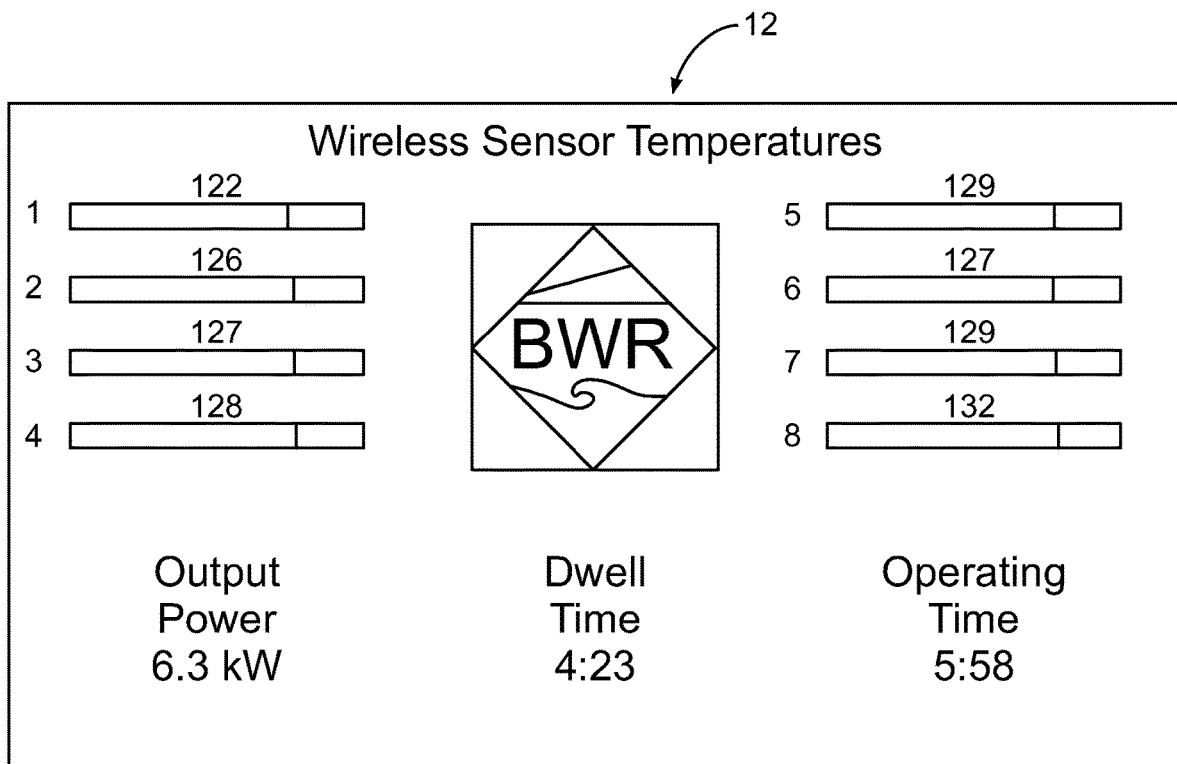 12
Wireless Sensor Temperatures
122
1
126
2
127
3
128
4
BWR
129
5
127
6
129
7
132
8
Output
Power
6.3 kW
Dwell
Time
4:23
Operating
Time
5:58